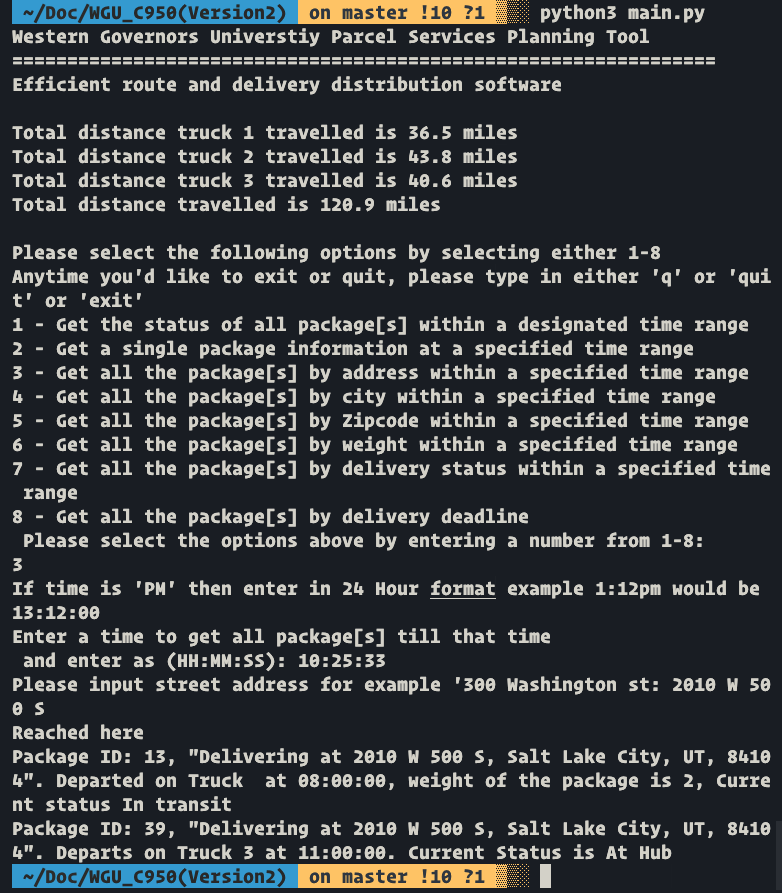 ~/Doc/WGU_C950(Version2) on master !10 ?1 python3 main.py
Western Governors Universtiy Parcel Services Planning Tool
================================================================
Efficient route and delivery distribution software
Total distance truck 1 travelled is 36.5 miles
Total distance truck 2 travelled is 43.8 miles
Total distance truck 3 travelled is 40.6 miles
Total distance travelled is 120.9 miles
Please select the following options by selecting either 1-8
Anytime you'd like to exit or quit, please type in either 'q' or 'qui
t' or 'exit'
1 - Get the status of all package[s] within a designated time range
2 - Get a single package information at a specified time range
3 - Get all the package[s] by address within a specified time range
4 - Get all the package[s] by city within a specified time range
5 - Get all the package[s] by Zipcode within a specified time range
6 - Get all the package[s] by weight within a specified time range
7 - Get all the package[s] by delivery status within a specified time
range
8 - Get all the package[s] by delivery deadline
Please select the options above by entering a number from 1-8:
3
If time is 'PM' then enter in 24 Hour format example 1:12pm would be
13:12:00
Enter a time to get all package[s] till that time
and enter as (HH:MM:SS): 10:25:33
Please input street address for example '300 Washington st: 2010 W 50
0 S
Reached here
Package ID: 13, "Delivering at 2010 W 500 S, Salt Lake City, UT, 8410
4". Departed on Truck  at 08:00:00, weight of the package is 2, Curre
nt status In transit
Package ID: 39, "Delivering at 2010 W 500 S, Salt Lake City, UT, 8410
4". Departs on Truck 3 at 11:00:00. Current Status is At Hub
~/Doc/WGU_C950(Version2) on master !10 ?1